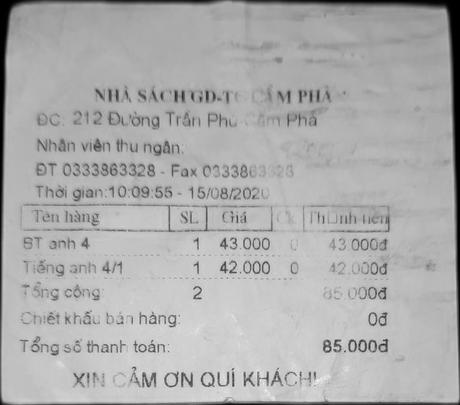 NHÀ SÁCH GD-TC CẨM PHẢ
ĐC: 212 Đường Trần Phú Cẩm Phả
Nhân viên thu ngân:
ĐT 0333863328 - Fax 0333863328
Thời gian:10:09:55 - 15/08/2020
Tên hàng SL Giá Ck Thành tiền
BT anh 4 1 43.000 0 43.000đ
Tiếng anh 4/1 1 42.000 0 42.000đ
Tổng cộng: 2 85.000đ
Chiết khấu bán hàng: 0đ
Tổng số thanh toán: 85.000đ
XIN CẢM ƠN QUÍ KHÁCH!